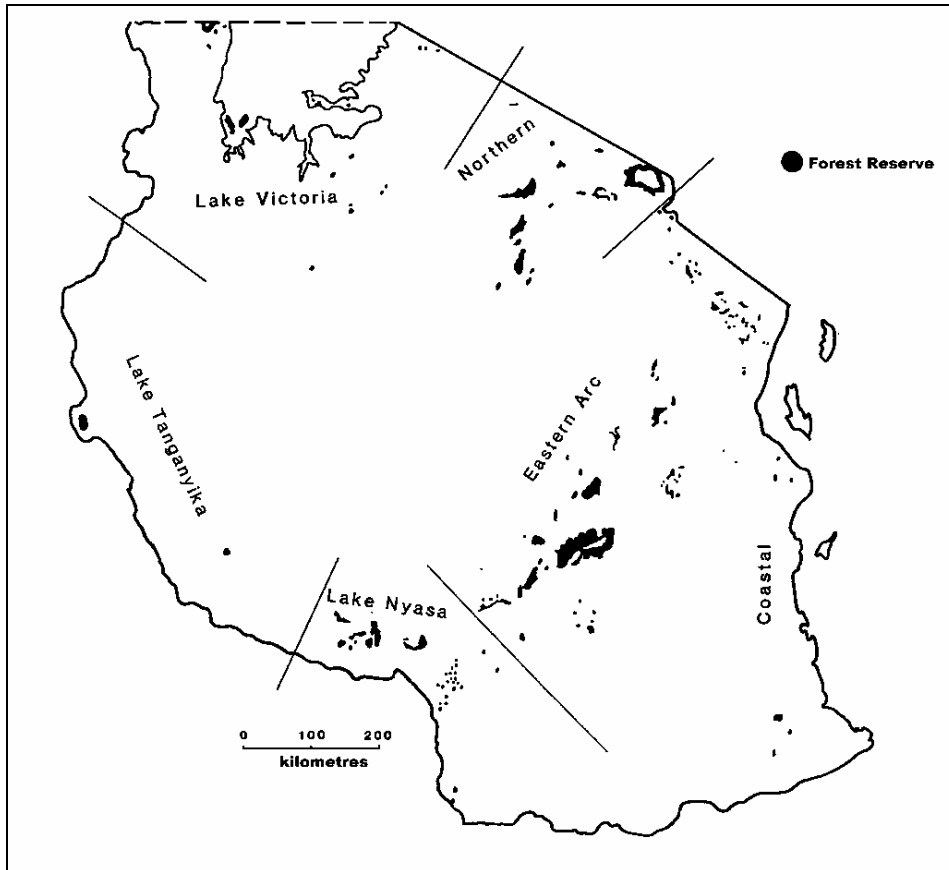 Northern
Forest Reserve
Lake Victoria
Lake Tanganyika
Eastern Arc
Coastal
Lake Nyasa
0 100 200
kilometres